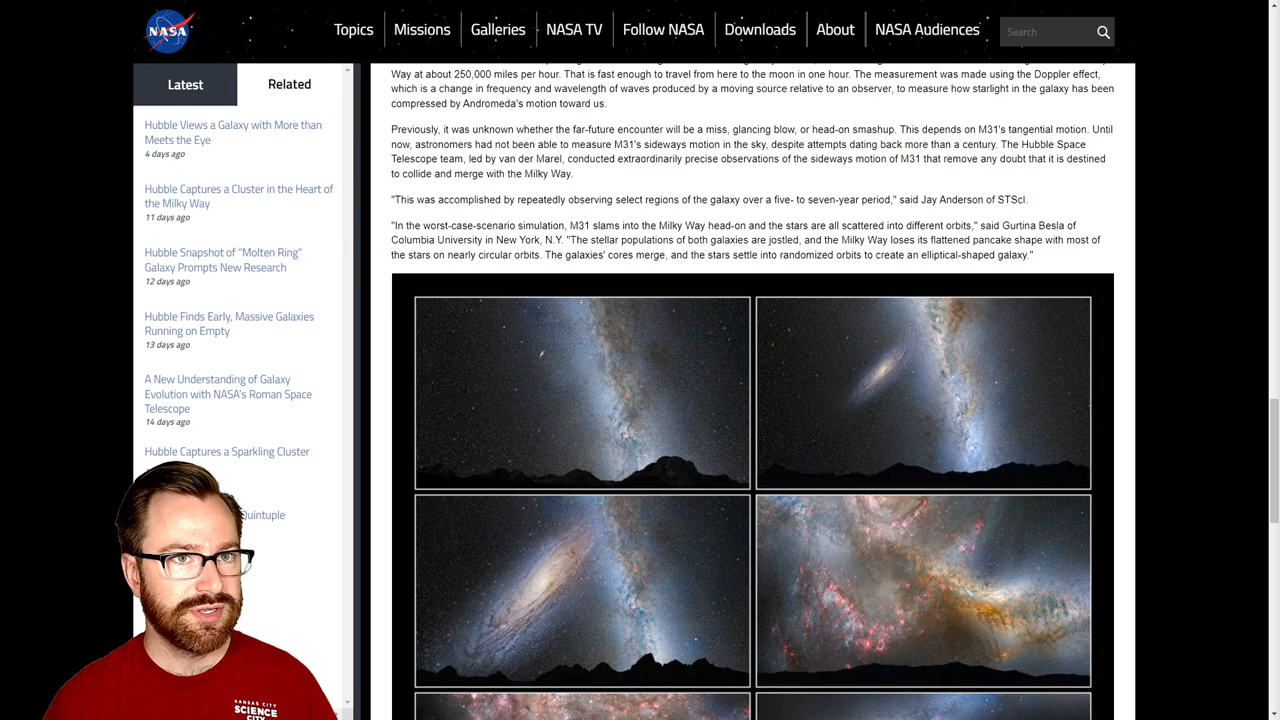 NASA
Topics
Missions
Galleries
NASA TV
Follow NASA
Downloads
About
NASA Audiences
Search
Latest
Related
Hubble Views a Galaxy with More than
Meets the Eye
4 days ago
Hubble Captures a Cluster in the Heart of
the Milky Way
11 days ago
Hubble Snapshot of "Molten Ring"
Galaxy Prompts New Research
12 days ago
Hubble Finds Early, Massive Galaxies
Running on Empty
13 days ago
A New Understanding of Galaxy
Evolution with NASA's Roman Space
Telescope
14 days ago
Hubble Captures a Sparkling Cluster
Quintuple
Way at about 250,000 miles per hour. That is fast enough to travel from here to the moon in one hour. The measurement was made using the Doppler effect,
which is a change in frequency and wavelength of waves produced by a moving source relative to an observer, to measure how starlight in the galaxy has been
compressed by Andromeda's motion toward us.
Previously, it was unknown whether the far-future encounter will be a miss, glancing blow, or head-on smashup. This depends on M31's tangential motion. Until
now, astronomers had not been able to measure M31's sideways motion in the sky, despite attempts dating back more than a century. The Hubble Space
Telescope team, led by van der Marel, conducted extraordinarily precise observations of the sideways motion of M31 that remove any doubt that it is destined
to collide and merge with the Milky Way.
"This was accomplished by repeatedly observing select regions of the galaxy over a five- to seven-year period," said Jay Anderson of STScI.
"In the worst-case-scenario simulation, M31 slams into the Milky Way head-on and the stars are all scattered into different orbits," said Gurtina Besla of
Columbia University in New York, N.Y. "The stellar populations of both galaxies are jostled, and the Milky Way loses its flattened pancake shape with most of
the stars on nearly circular orbits. The galaxies' cores merge, and the stars settle into randomized orbits to create an elliptical-shaped galaxy."
KANSAS CITY
SCIENCE
CITY